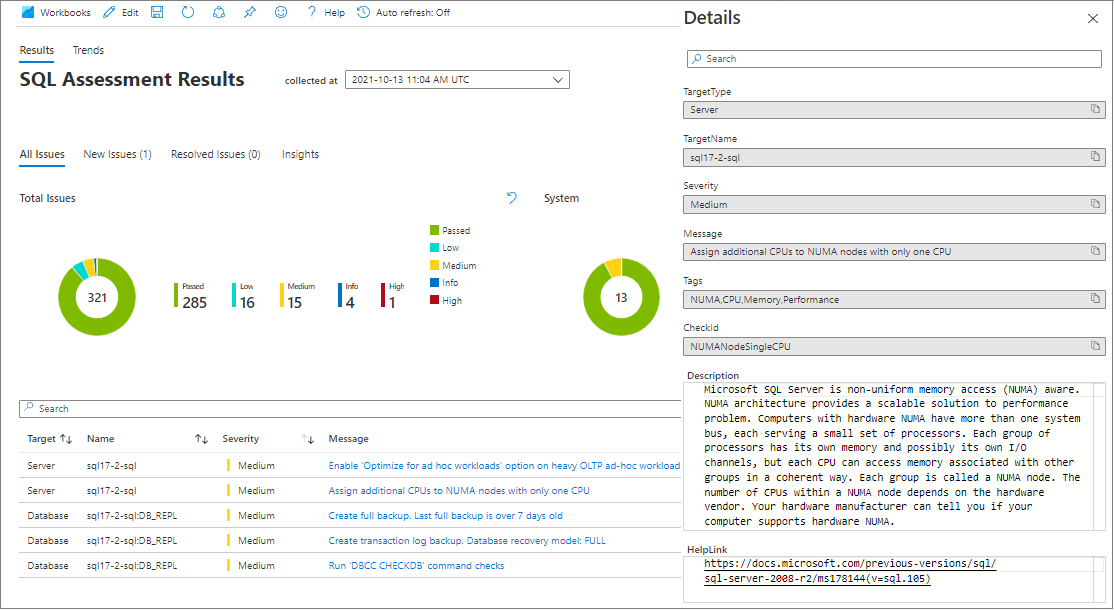 Workbooks Edit Help Auto refresh: Off
Results Trends
SQL Assessment Results collected at 2021-10-13 11:04 AM UTC
All Issues New Issues (1) Resolved Issues (0) Insights
Total Issues System
Passed
Low
Medium
Info
High
321
Passed 285
Low 16
Medium 15
Info 4
High 1
13
Search
Target Name Severity Message
Server sql17-2-sql Medium Enable 'Optimize for ad hoc workloads' option on heavy OLTP ad-hoc workload
Server sql17-2-sql Medium Assign additional CPUs to NUMA nodes with only one CPU
Database sql17-2-sql:DB_REPL Medium Create full backup. Last full backup is over 7 days old
Database sql17-2-sql:DB_REPL Medium Create transaction log backup. Database recovery model: FULL
Database sql17-2-sql:DB_REPL Medium Run 'DBCC CHECKDB' command checks
Details
Search
TargetType
Server
TargetName
sql17-2-sql
Severity
Medium
Message
Assign additional CPUs to NUMA nodes with only one CPU
Tags
NUMA,CPU,Memory,Performance
CheckId
NUMANodeSingleCPU
Description
Microsoft SQL Server is non-uniform memory access (NUMA) aware.
NUMA architecture provides a scalable solution to performance
problem. Computers with hardware NUMA have more than one system
bus, each serving a small set of processors. Each group of
processors has its own memory and possibly its own I/O
channels, but each CPU can access memory associated with other
groups in a coherent way. Each group is called a NUMA node. The
number of CPUs within a NUMA node depends on the hardware
vendor. Your hardware manufacturer can tell you if your
computer supports hardware NUMA.
HelpLink
https://docs.microsoft.com/previous-versions/sql/
sql-server-2008-r2/ms178144(v=sql.105)